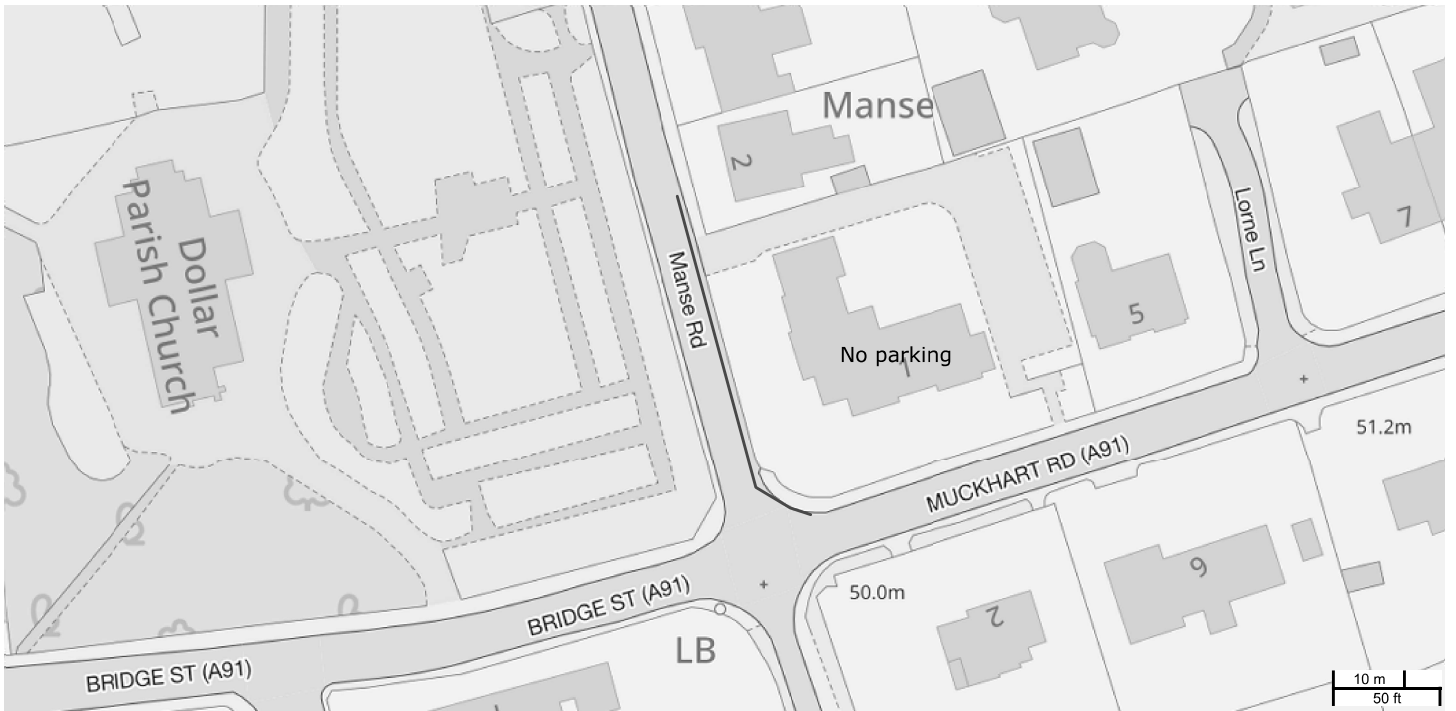 Manse
2
Dollar
Parish Church
Lorne Ln
7
Manse Rd
5
No parking
1
51.2m
MUCKHART RD (A91)
9
50.0m
2
BRIDGE ST (A91)
LB
BRIDGE ST (A91)
10 m
50 ft